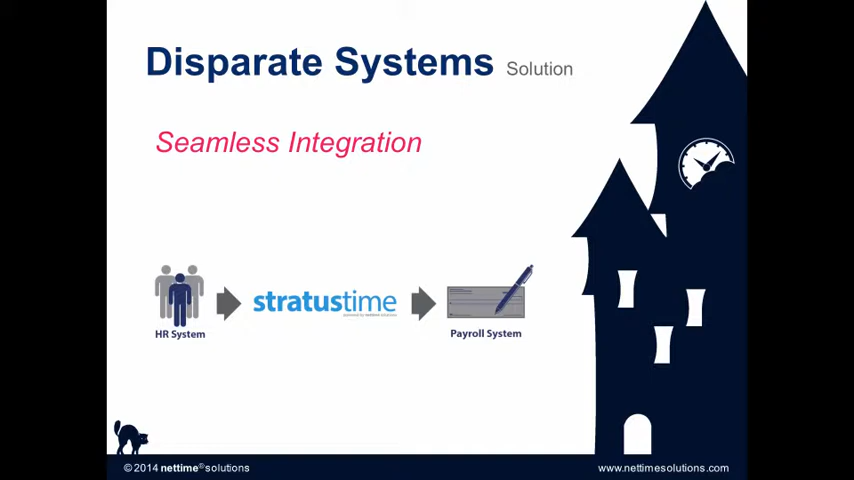 Disparate Systems Solution
Seamless Integration
stratustime
HR System
Payroll System
©2014 nettime® solutions
www.nettimesolutions.com